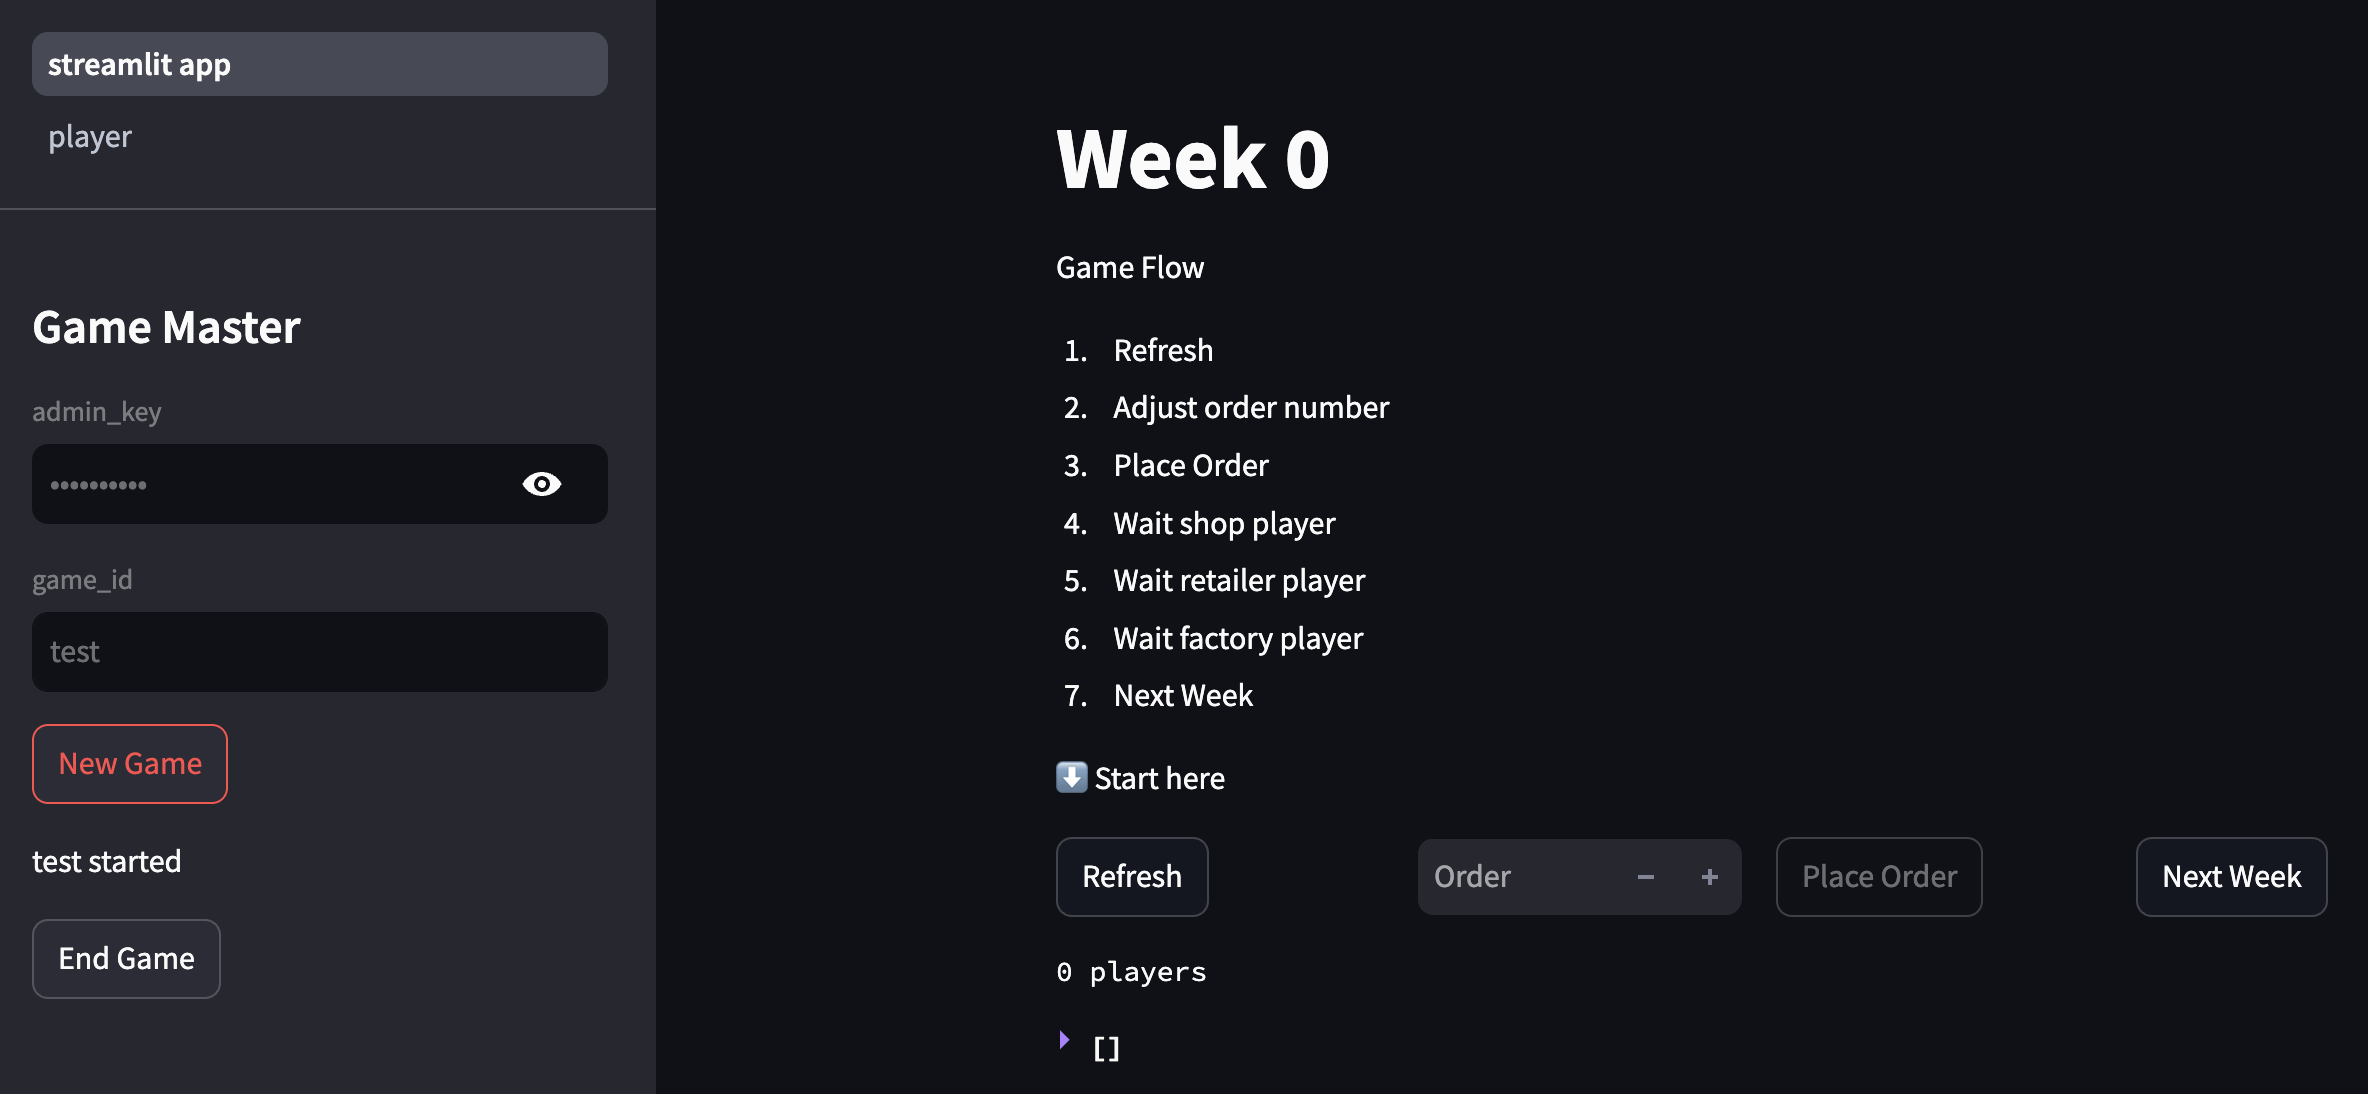 streamlit app
player
Game Master
admin_key
••••••••••
game_id
test
New Game
test started
End Game
Week 0
Game Flow
1. Refresh
2. Adjust order number
3. Place Order
4. Wait shop player
5. Wait retailer player
6. Wait factory player
7. Next Week
⬇️ Start here
Refresh
Order − +
Place Order
Next Week
0 players
[]